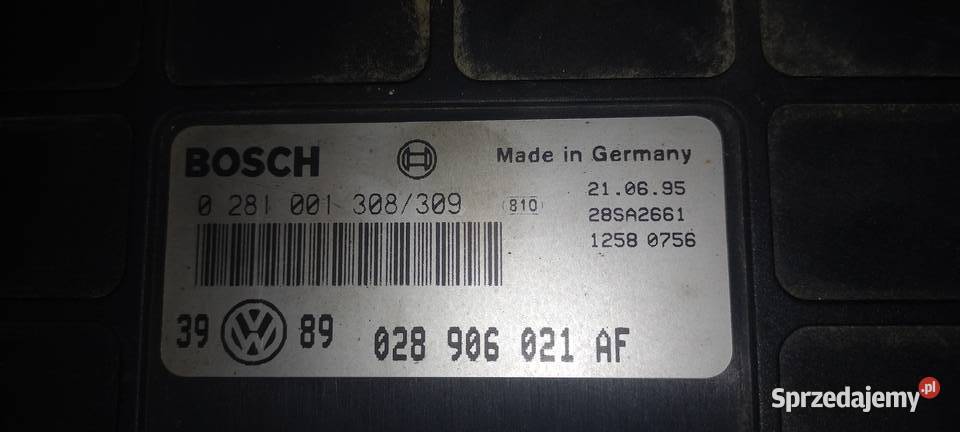 BOSCH Made in Germany
0 281 001 308/309 810 21.06.95
28SA2661
1258 0756
39 VW 89 028 906 021 AF
Sprzedajemy.pl